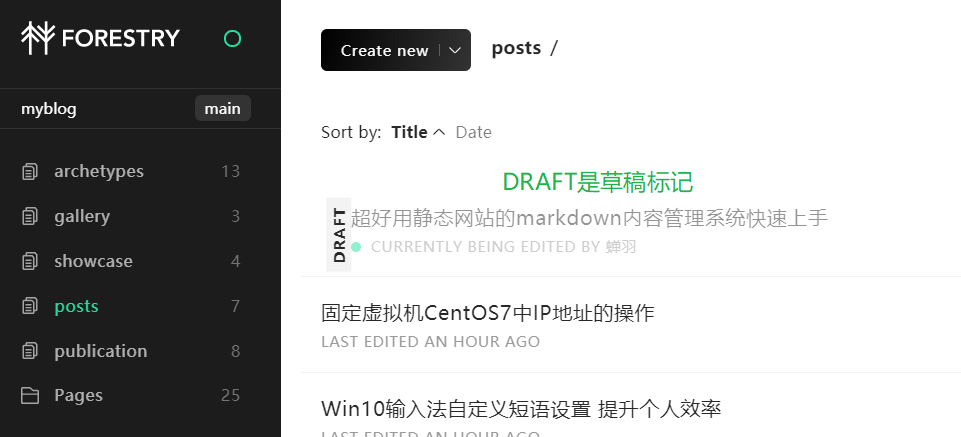 FORESTRY
myblog main
archetypes 13
gallery 3
showcase 4
posts 7
publication 8
Pages 25
Create new posts /
Sort by: Title Date
DRAFT是草稿标记
DRAFT
超好用静态网站的markdown内容管理系统快速上手
CURRENTLY BEING EDITED BY 蝉羽
固定虚拟机CentOS7中IP地址的操作
LAST EDITED AN HOUR AGO
Win10输入法自定义短语设置 提升个人效率
LAST EDITED AN HOUR AGO